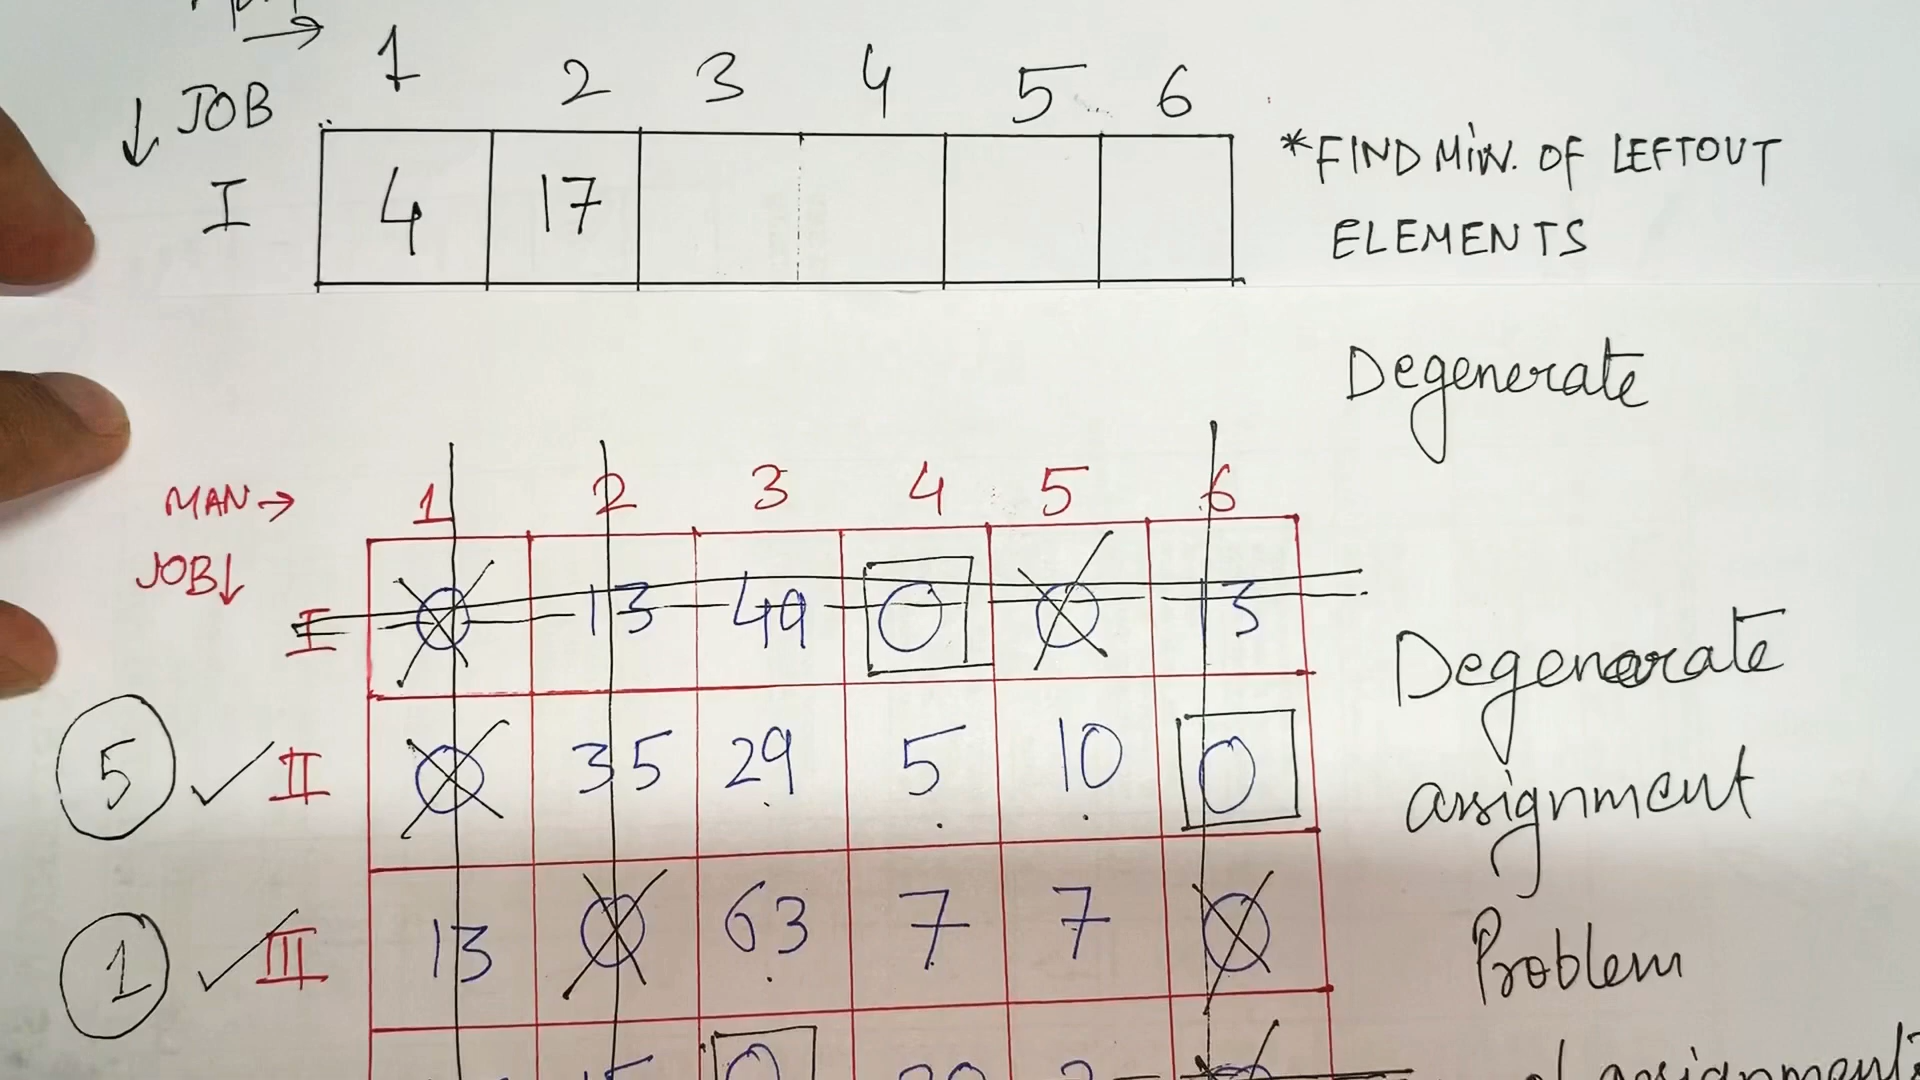 1 2 3 4 5 6
↓ JOB
I 4 17
*FIND MIN. OF LEFTOUT
ELEMENTS
Degenerate
MAN → 1 2 3 4 5 6
JOB↓
I 0 13 49 0 0 13
Degenerate
5 ✓ II 0 35 29 5 10 0
assignment
1 ✓ III 13 0 63 7 7 0
Problem